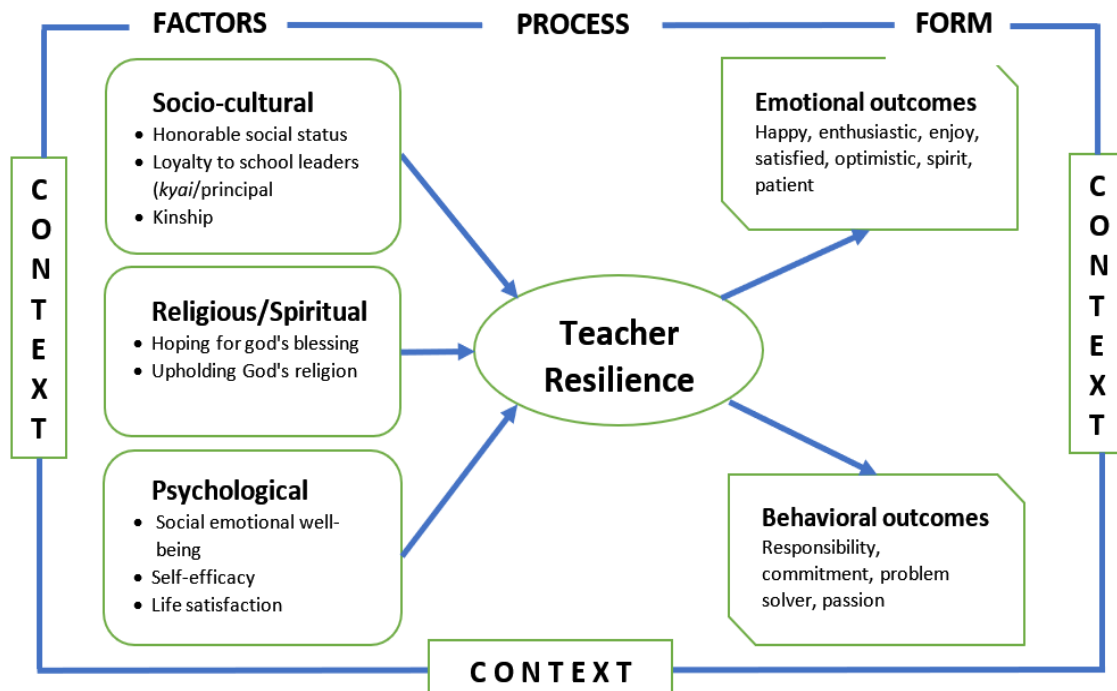 FACTORS
PROCESS
FORM
CONTEXT
Socio-cultural
• Honorable social status
• Loyalty to school leaders
(kyai/principal
• Kinship
Religious/Spiritual
• Hoping for god's blessing
• Upholding God's religion
Psychological
• Social emotional well-
being
• Self-efficacy
• Life satisfaction
Teacher
Resilience
Emotional outcomes
Happy, enthusiastic, enjoy,
satisfied, optimistic, spirit,
patient
Behavioral outcomes
Responsibility,
commitment, problem
solver, passion
CONTEXT
CONTEXT